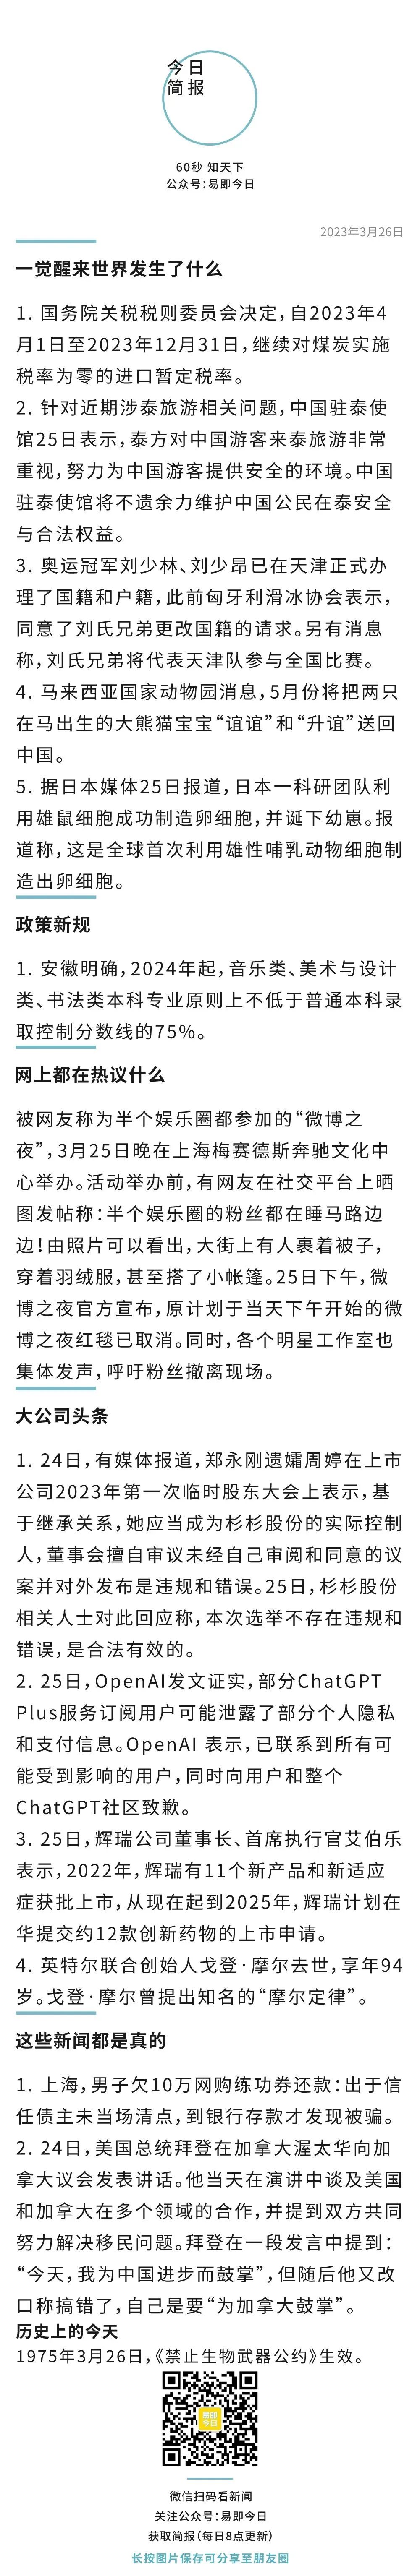 今日
简报
60秒 知天下
公众号：易即今日
2023年3月26日
一觉醒来世界发生了什么
1. 国务院关税税则委员会决定，自2023年4
月1日至2023年12月31日，继续对煤炭实施
税率为零的进口暂定税率。
2. 针对近期涉泰旅游相关问题，中国驻泰使
馆25日表示，泰方对中国游客来泰旅游非常
重视，努力为中国游客提供安全的环境。中国
驻泰使馆将不遗余力维护中国公民在泰安全
与合法权益。
3. 奥运冠军刘少林、刘少昂已在天津正式办
理了国籍和户籍，此前匈牙利滑冰协会表示，
同意了刘氏兄弟更改国籍的请求。另有消息
称，刘氏兄弟将代表天津队参与全国比赛。
4. 马来西亚国家动物园消息，5月份将把两只
在马出生的大熊猫宝宝“谊谊”和“升谊”送回
中国。
5. 据日本媒体25日报道，日本一科研团队利
用雄鼠细胞成功制造卵细胞，并诞下幼崽。报
道称，这是全球首次利用雄性哺乳动物细胞制
造出卵细胞。
政策新规
1. 安徽明确，2024年起，音乐类、美术与设计
类、书法类本科专业原则上不低于普通本科录
取控制分数线的75%。
网上都在热议什么
被网友称为半个娱乐圈都参加的“微博之
夜”，3月25日晚在上海梅赛德斯奔驰文化中
心举办。活动举办前，有网友在社交平台上晒
图发帖称：半个娱乐圈的粉丝都在睡马路边
边！由照片可以看出，大街上有人裹着被子，
穿着羽绒服，甚至搭了小帐篷。25日下午，微
博之夜官方宣布，原计划于当天下午开始的微
博之夜红毯已取消。同时，各个明星工作室也
集体发声，呼吁粉丝撤离现场。
大公司头条
1. 24日，有媒体报道，郑永刚遗孀周婷在上市
公司2023年第一次临时股东大会上表示，基
于继承关系，她应当成为杉杉股份的实际控制
人，董事会擅自审议未经自己审阅和同意的议
案并对外发布是违规和错误。25日，杉杉股份
相关人士对此回应称，本次选举不存在违规和
错误，是合法有效的。
2. 25日，OpenAI发文证实，部分ChatGPT
Plus服务订阅用户可能泄露了部分个人隐私
和支付信息。OpenAI 表示，已联系到所有可
能受到影响的用户，同时向用户和整个
ChatGPT社区致歉。
3. 25日，辉瑞公司董事长、首席执行官艾伯乐
表示，2022年，辉瑞有11个新产品和新适应
症获批上市，从现在起到2025年，辉瑞计划在
华提交约12款创新药物的上市申请。
4. 英特尔联合创始人戈登·摩尔去世，享年94
岁。戈登·摩尔曾提出知名的“摩尔定律”。
这些新闻都是真的
1. 上海，男子欠10万网购练功券还款：出于信
任债主未当场清点，到银行存款才发现被骗。
2. 24日，美国总统拜登在加拿大渥太华向加
拿大议会发表讲话。他当天在演讲中谈及美国
和加拿大在多个领域的合作，并提到双方共同
努力解决移民问题。拜登在一段发言中提到：
“今天，我为中国进步而鼓掌”，但随后他又改
口称搞错了，自己是要“为加拿大鼓掌”。
历史上的今天
1975年3月26日，《禁止生物武器公约》生效。
易即
今日
微信扫码看新闻
关注公众号：易即今日
获取简报（每日8点更新）
长按图片保存可分享至朋友圈